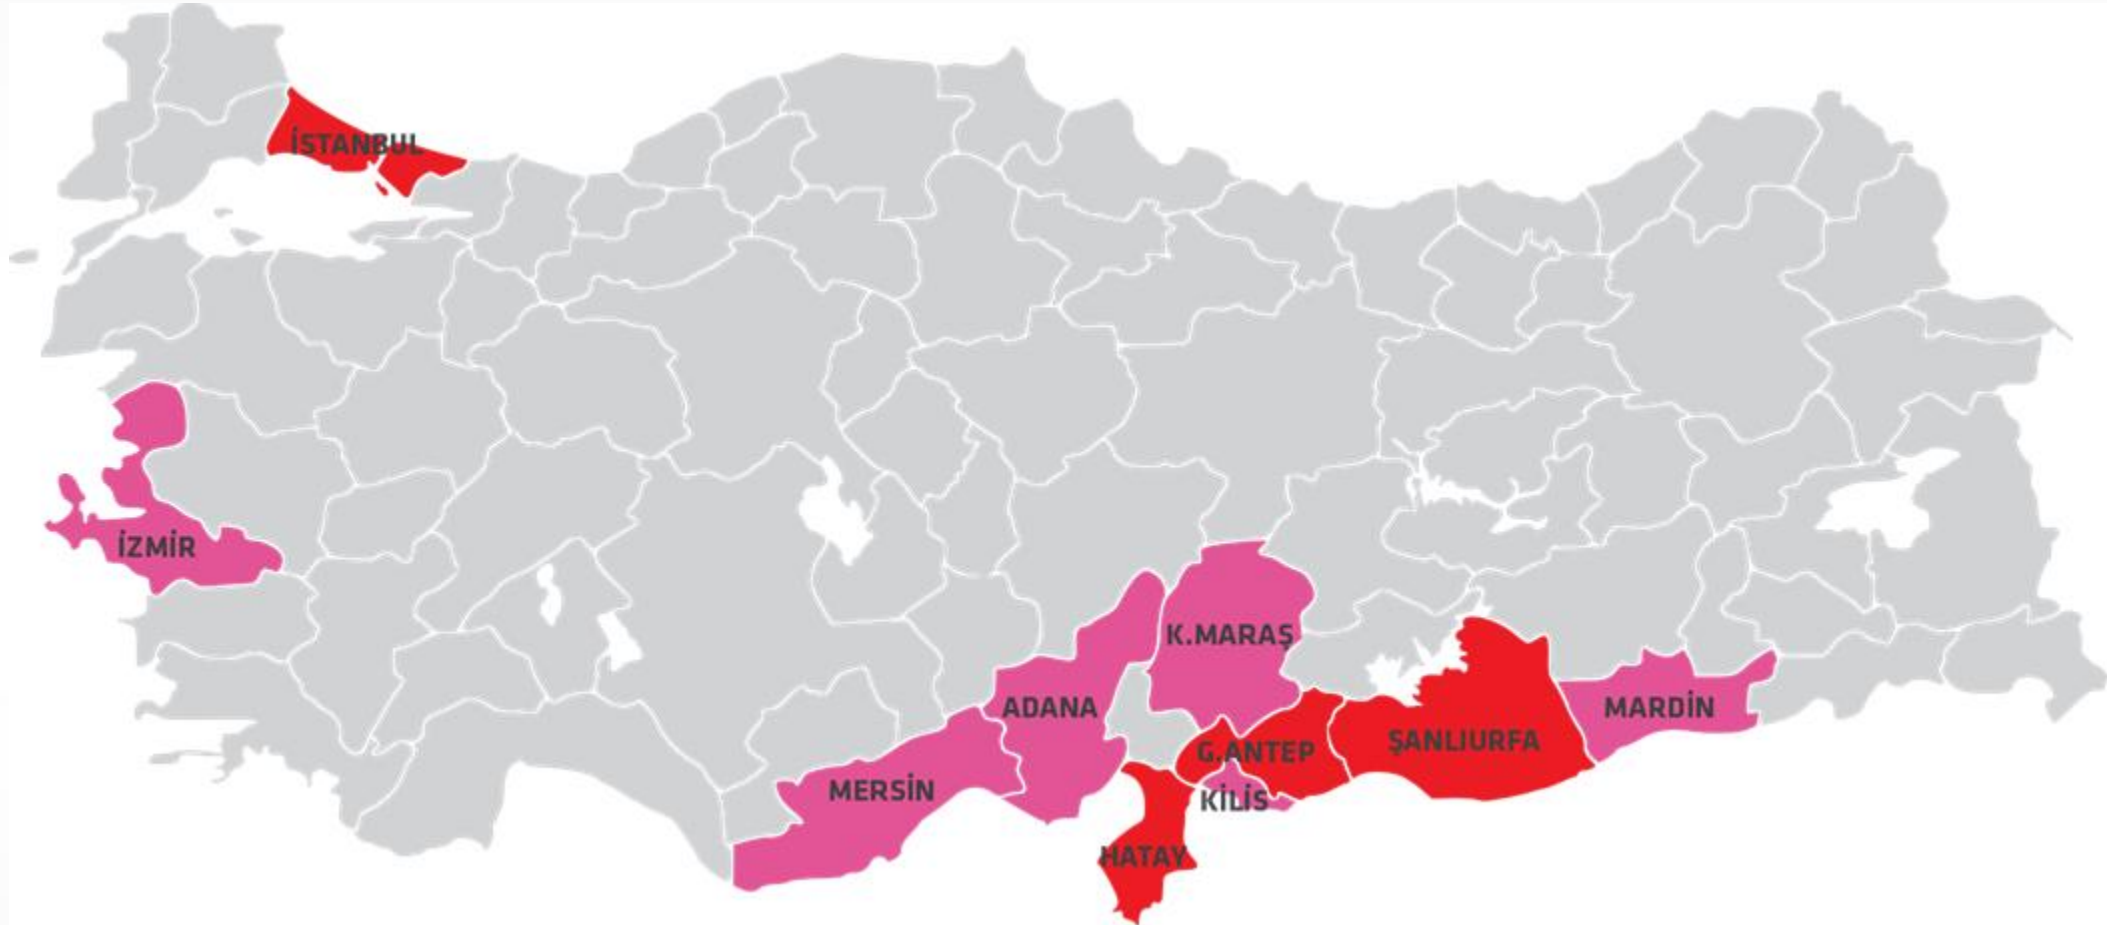 İSTANBUL
İZMİR
K.MARAŞ
ADANA
MARDİN
ŞANLIURFA
G.ANTEP
MERSİN
KİLİS
HATAY